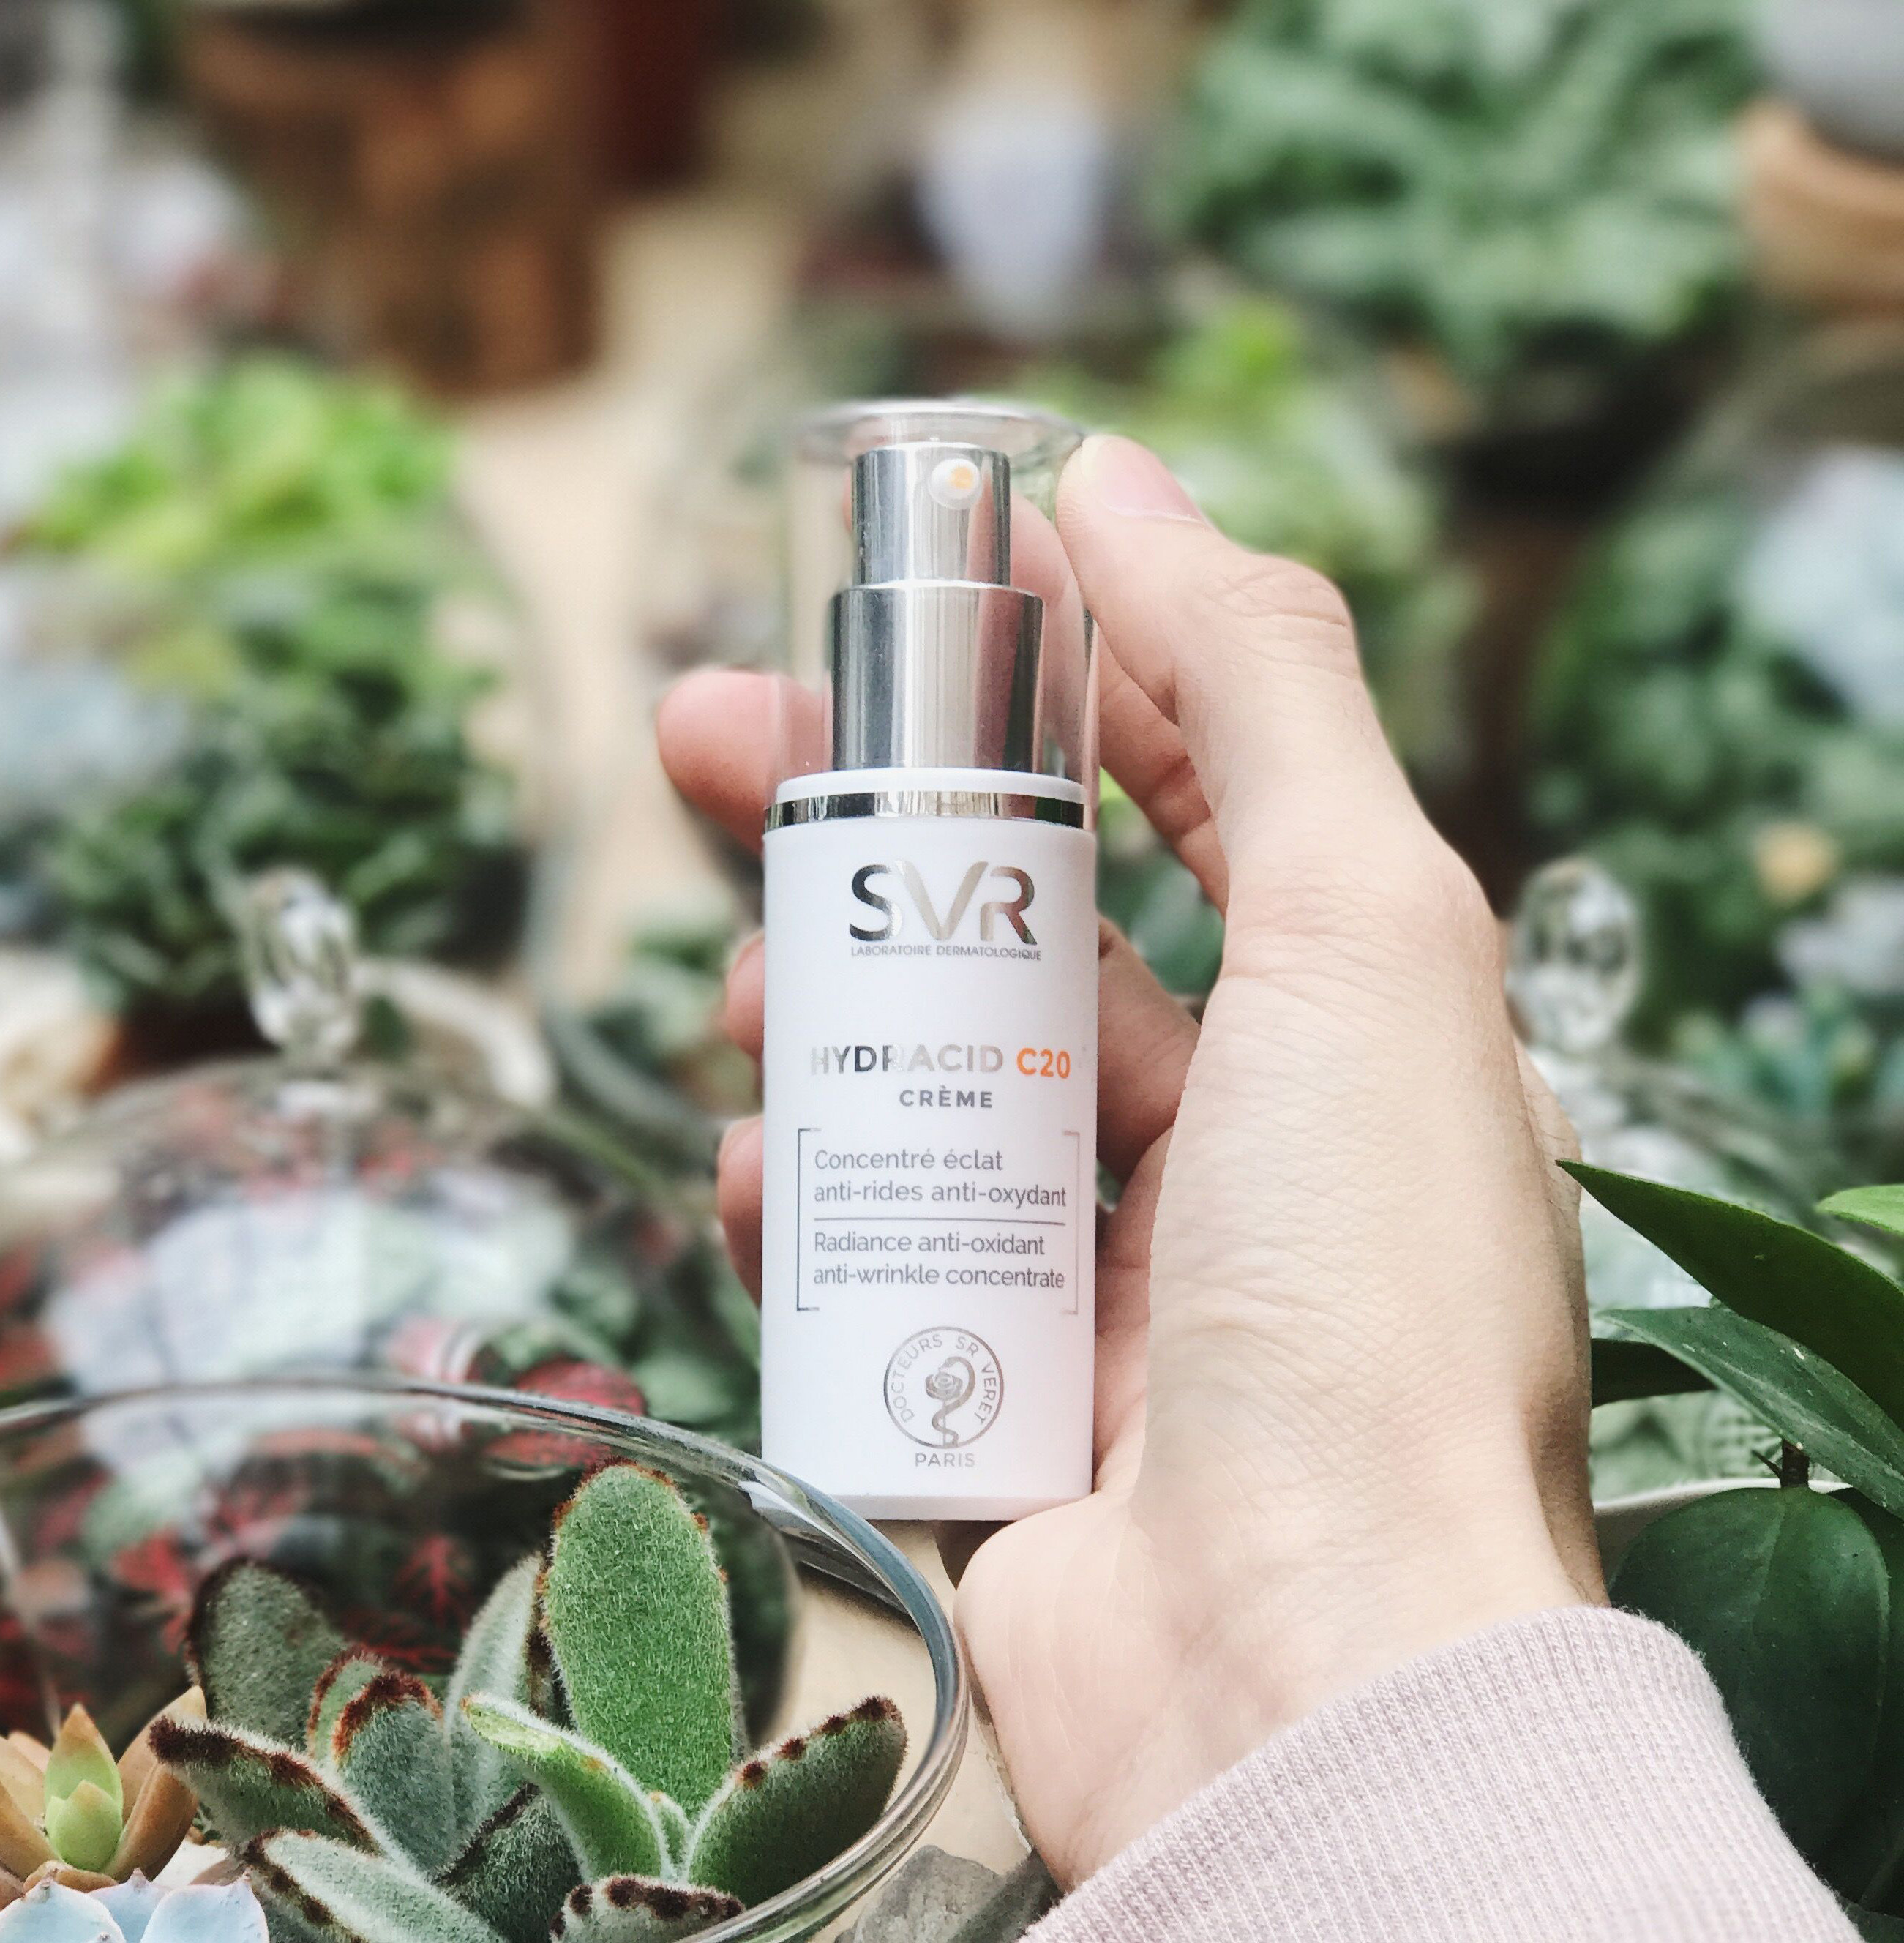 SVR
LABORATOIRE DERMATOLOGIQUE
HYDRACID C20
CRÈME
Concentré éclat
anti-rides anti-oxydant
Radiance anti-oxidant
anti-wrinkle concentrate
DOCTEURS SR VERET
PARIS